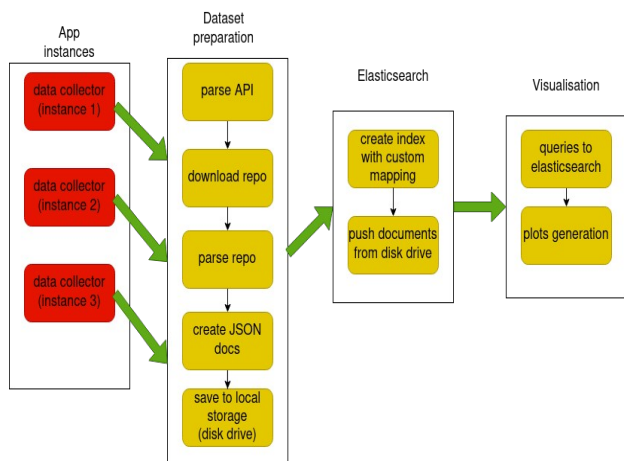 App
instances
data collector
(instance 1)
data collector
(instance 2)
data collector
(instance 3)
Dataset
preparation
parse API
download repo
parse repo
create JSON
docs
save to local
storage
(disk drive)
Elasticsearch
create index
with custom
mapping
push documents
from disk drive
Visualisation
queries to
elasticsearch
plots generation